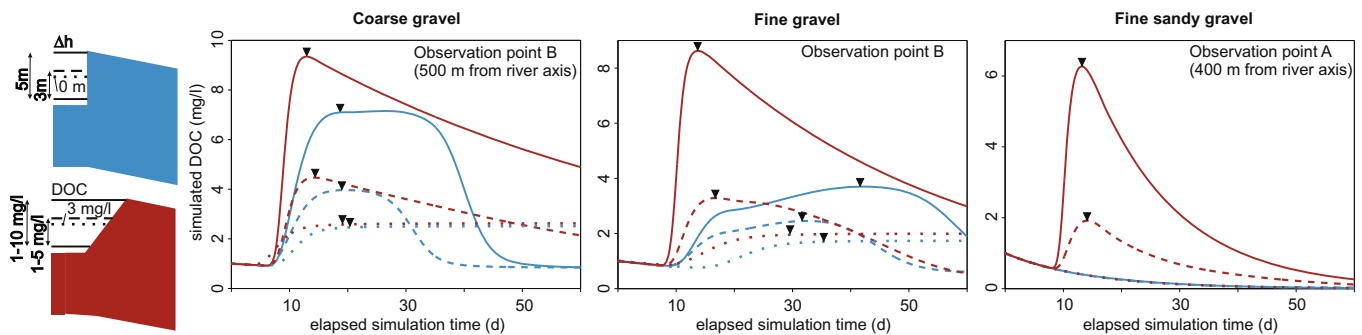 Δh
5m
3m
0 m
DOC
3 mg/l
1-10 mg/l
1-5 mg/l
Coarse gravel
Observation point B
(500 m from river axis)
simulated DOC (mg/l)
10
8
6
4
2
0
10
30
50
elapsed simulation time (d)
Fine gravel
Observation point B
8
6
4
2
0
10
30
50
elapsed simulation time (d)
Fine sandy gravel
Observation point A
(400 m from river axis)
6
4
2
0
10
30
50
elapsed simulation time (d)